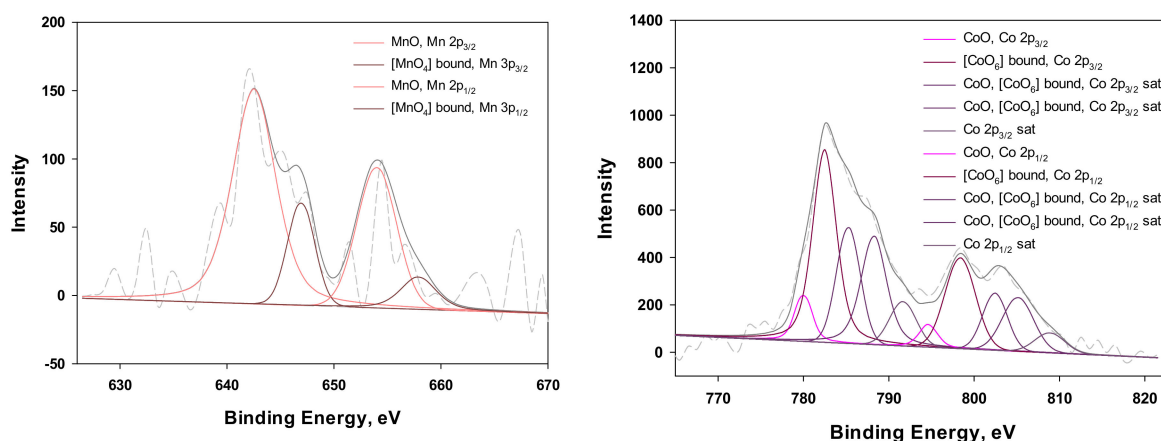 200
150
100
50
0
-50
Intensity
630
640
650
660
670
Binding Energy, eV
MnO, Mn 2p3/2
[MnO4] bound, Mn 3p3/2
MnO, Mn 2p1/2
[MnO4] bound, Mn 3p1/2
1400
1200
1000
800
600
400
200
0
Intensity
770
780
790
800
810
820
Binding Energy, eV
CoO, Co 2p3/2
[CoO6] bound, Co 2p3/2
CoO, [CoO6] bound, Co 2p3/2 sat
CoO, [CoO6] bound, Co 2p3/2 sat
Co 2p3/2 sat
CoO, Co 2p1/2
[CoO6] bound, Co 2p1/2
CoO, [CoO6] bound, Co 2p1/2 sat
CoO, [CoO6] bound, Co 2p1/2 sat
Co 2p1/2 sat